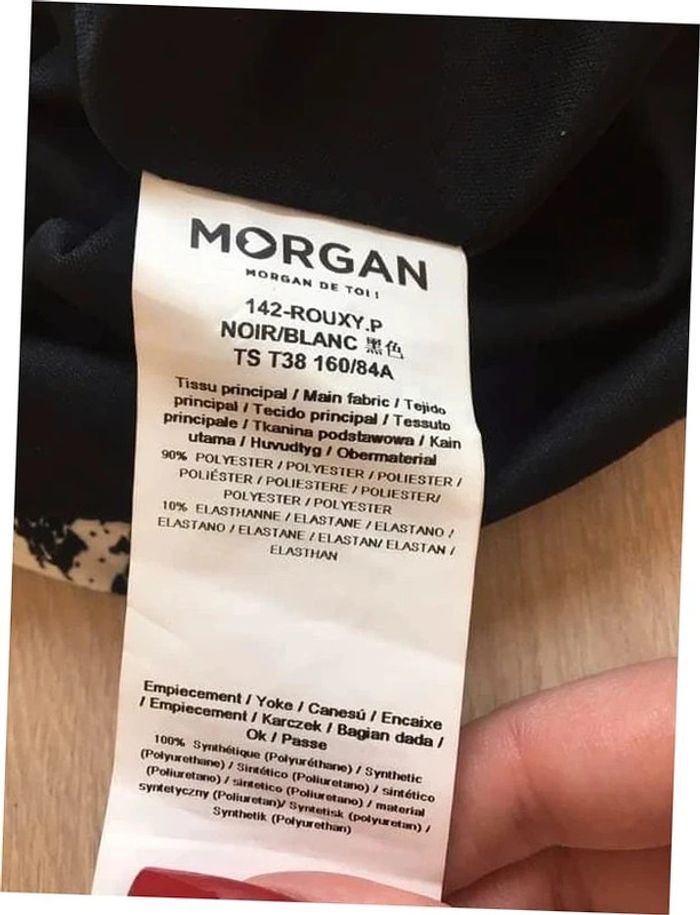 MORGAN
MORGAN DE TOI !
142-ROUXY.P
NOIR/BLANC 黑色
TS T38 160/84A
Tissu principal / Main fabric / Tejido
principal / Tecido principal / Tessuto
principale / Tkanina podstawowa / Kain
utama / Huvudtyg / Obermaterial
90% POLYESTER / POLYESTER / POLIESTER /
POLIÉSTER / POLIESTERE / POLIESTER/
POLYESTER / POLYESTER
10% ELASTHANNE / ELASTANE / ELASTANO /
ELASTANO / ELASTANE / ELASTAN/ ELASTAN /
ELASTHAN
Empiecement / Yoke / Canesú / Encaixe
/ Empiecement / Karczek / Bagian dada /
Ok / Passe
100% Synthétique (Polyuréthane) / Synthetic
(Polyurethane) / Sintético (Poliuretano) / sintético
(Poliuretano) / sintetico (Poliuretano) / material
syntetyczny (Poliuretan)/ Syntetisk (polyuretan) /
Synthetik (Polyurethan)